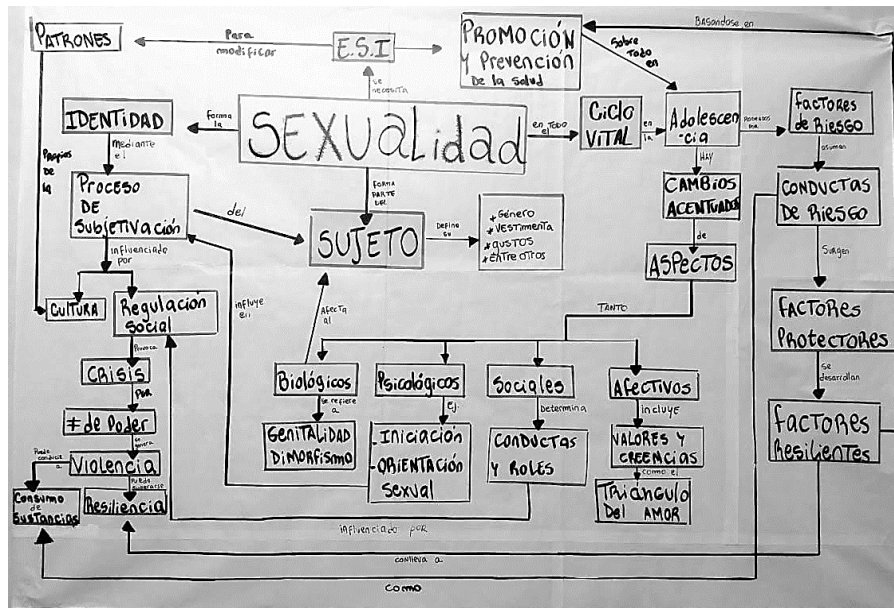 PATRONES
Para
modificar
E.S.I
PROMOCIÓN
y Prevención
De la salud
Basándose en
sobre
Todo
en
se
necesita
IDENTIDAD
forma
la
SEXUalidad
en todo
el
Ciclo
VITAL
en
la
Adolescen
-cia
factores
de Riesgo
Mediante
el
asuman
Propios
de la
Proceso
DE
Subjetivación
del
FORMA
PARTE
DEL
SUJETO
Define
su
+ Género
* Vestimenta
* gustos
* Entre otros
HAY
CAMBIOS
ACENTUADOS
CONDUCTAS
DE RIESGO
de
ASPECTOS
Surgen
influenciado
por
CULTURA
Regulación
Social
influye
en
Afecta
al
TANTO
FACTORES
PROTECTORES
Provoca
CRISIS
POR
≠ de Poder
se
genera
Violencia
Puede
conducir
a
Consumo
de
Sustancias
Resiliencia
Biológicos
Psicológicos
Sociales
Afectivos
se refiere
a
Ej.
Determina
incluye
se
desarrollan
GENITALIDAD
DIMORFISMO
-Iniciación
-ORIENTACIÓN
Sexual
CONDUCTAS
Y ROLES
VALORES Y
CREENCIAS
como el
TRIÁNGULO
Del AMOR
factores
Resilientes
influenciado por
conlleva a
como